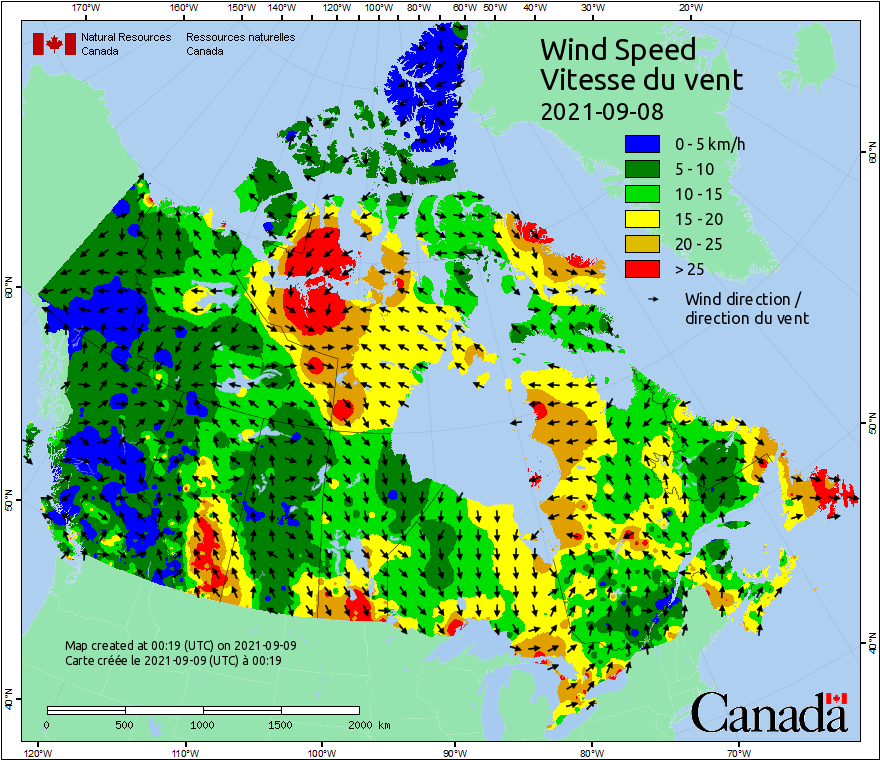 170°W 160°W 150°W 140°W 120°W 100°W 80°W 60°W 50°W 40°W 30°W 20°W
Natural Resources Ressources naturelles
Canada Canada
Wind Speed
Vitesse du vent
2021-09-08
0 - 5 km/h
5 - 10
10 - 15
15 - 20
20 - 25
> 25
Wind direction /
direction du vent
60°N
60°N
50°N
50°N
40°N
40°N
Map created at 00:19 (UTC) on 2021-09-09
Carte créée le 2021-09-09 (UTC) à 00:19
0 500 1000 1500 2000 km
Canada
120°W 110°W 100°W 90°W 80°W 70°W